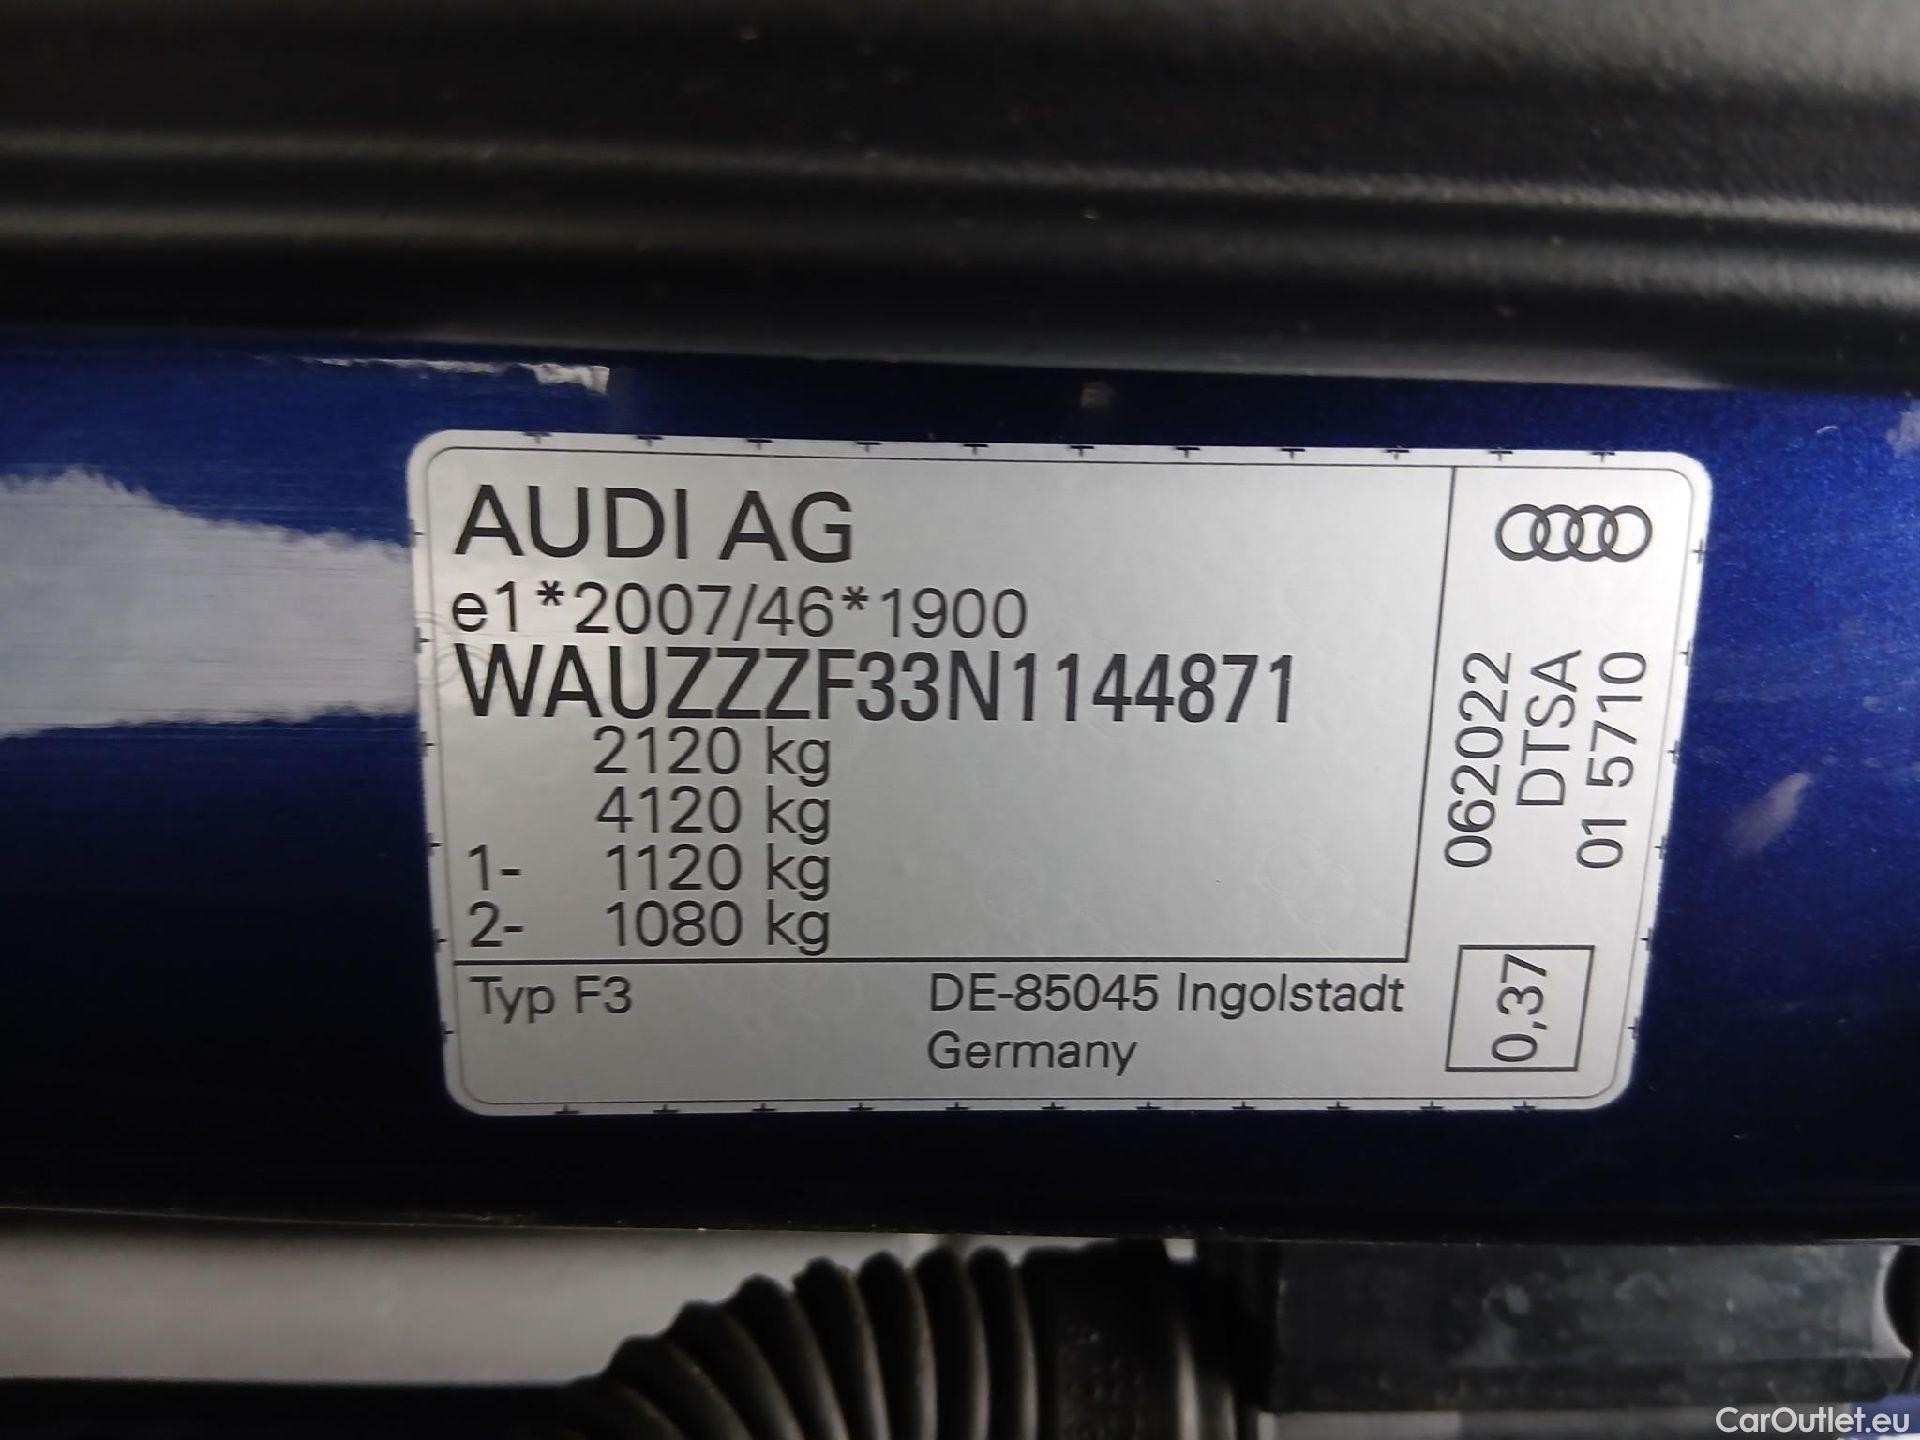 AUDI AG
e1*2007/46*1900
WAUZZZF33N1144871
2120 kg
4120 kg
1- 1120 kg
2- 1080 kg
Typ F3
DE-85045 Ingolstadt
Germany
062022
DTSA
01 5710
0,37
CarOutlet.eu